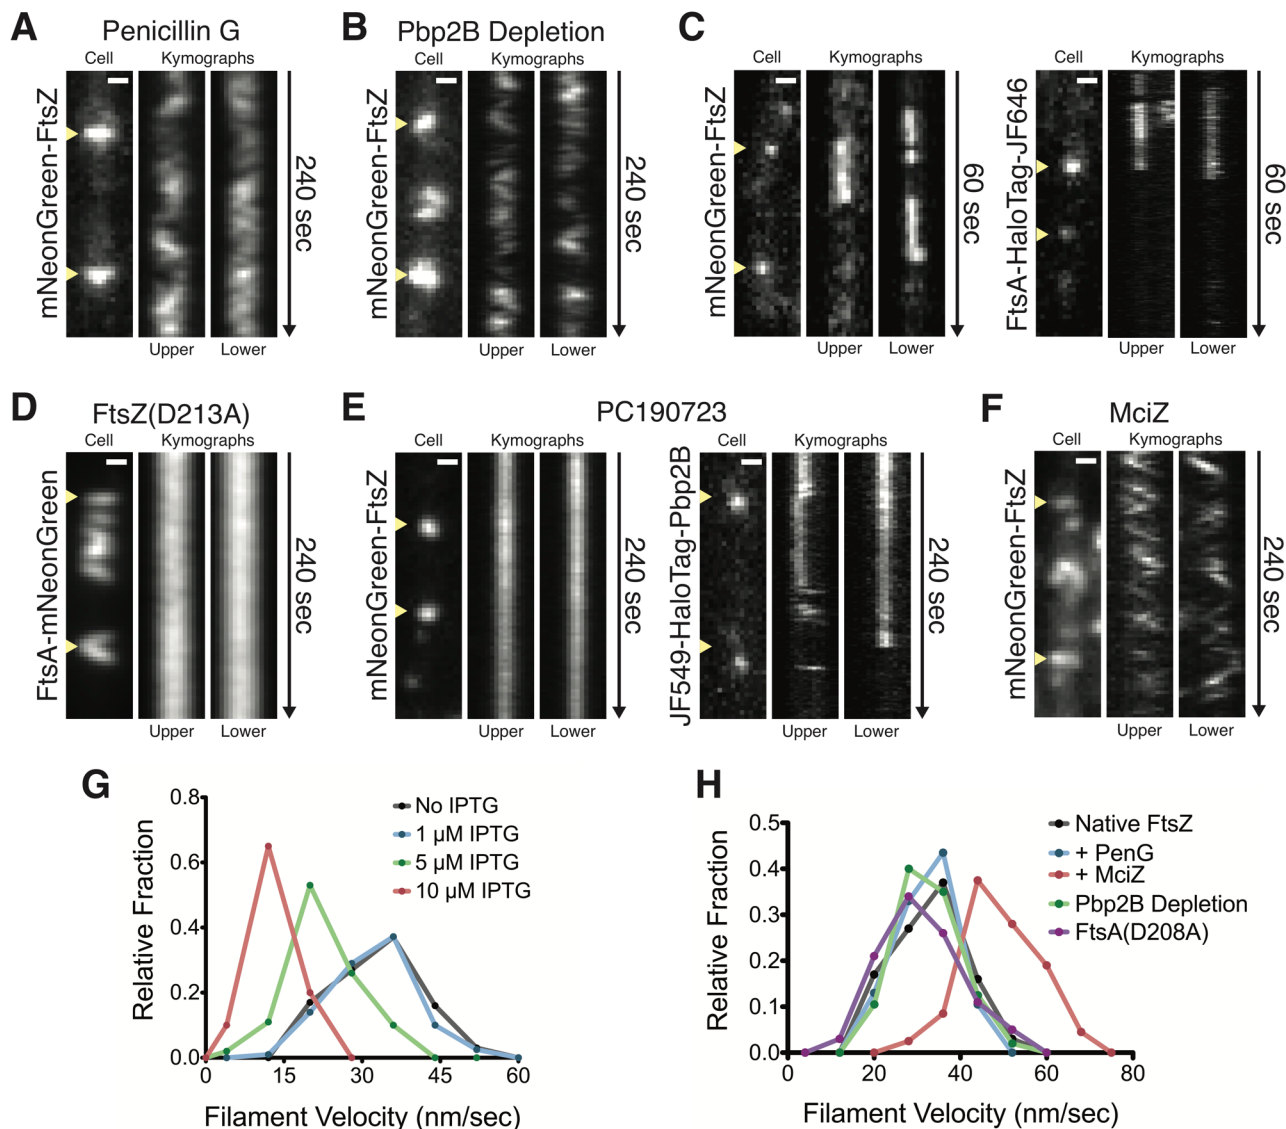 A
Penicillin G
Cell
Kymographs
mNeonGreen-FtsZ
240 sec
Upper
Lower
B
Pbp2B Depletion
Cell
Kymographs
mNeonGreen-FtsZ
240 sec
Upper
Lower
C
Cell
Kymographs
mNeonGreen-FtsZ
60 sec
Upper
Lower
Cell
Kymographs
FtsA-HaloTag-JF646
60 sec
Upper
Lower
D
FtsZ(D213A)
Cell
Kymographs
FtsA-mNeonGreen
240 sec
Upper
Lower
E
PC190723
Cell
Kymographs
mNeonGreen-FtsZ
240 sec
Upper
Lower
Cell
Kymographs
JF549-HaloTag-Pbp2B
240 sec
Upper
Lower
F
MciZ
Cell
Kymographs
mNeonGreen-FtsZ
240 sec
Upper
Lower
G
Relative Fraction
0.8
0.6
0.4
0.2
0.0
0
15
30
45
60
Filament Velocity (nm/sec)
No IPTG
1 µM IPTG
5 µM IPTG
10 µM IPTG
H
Relative Fraction
0.5
0.4
0.3
0.2
0.1
0.0
0
20
40
60
80
Filament Velocity (nm/sec)
Native FtsZ
+ PenG
+ MciZ
Pbp2B Depletion
FtsA(D208A)